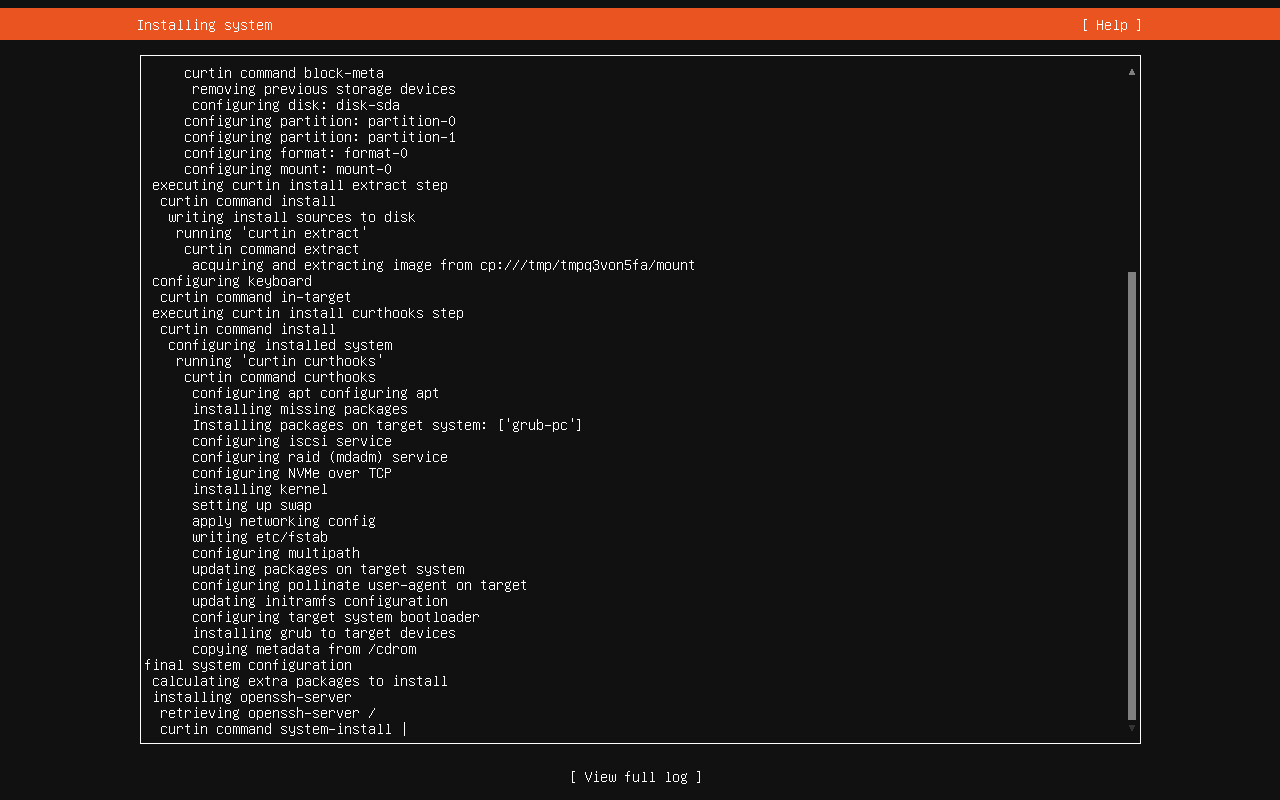 Installing system
[ Help ]
curtin command block-meta
removing previous storage devices
configuring disk: disk-sda
configuring partition: partition-0
configuring partition: partition-1
configuring format: format-0
configuring mount: mount-0
executing curtin install extract step
curtin command install
writing install sources to disk
running 'curtin extract'
curtin command extract
acquiring and extracting image from cp:///tmp/tmpq3von5fa/mount
configuring keyboard
curtin command in-target
executing curtin install curthooks step
curtin command install
configuring installed system
running 'curtin curthooks'
curtin command curthooks
configuring apt configuring apt
installing missing packages
Installing packages on target system: ['grub-pc']
configuring iscsi service
configuring raid (mdadm) service
configuring NVMe over TCP
installing kernel
setting up swap
apply networking config
writing etc/fstab
configuring multipath
updating packages on target system
configuring pollinate user-agent on target
updating initramfs configuration
configuring target system bootloader
installing grub to target devices
copying metadata from /cdrom
final system configuration
calculating extra packages to install
installing openssh-server
retrieving openssh-server /
curtin command system-install |
[ View full log ]